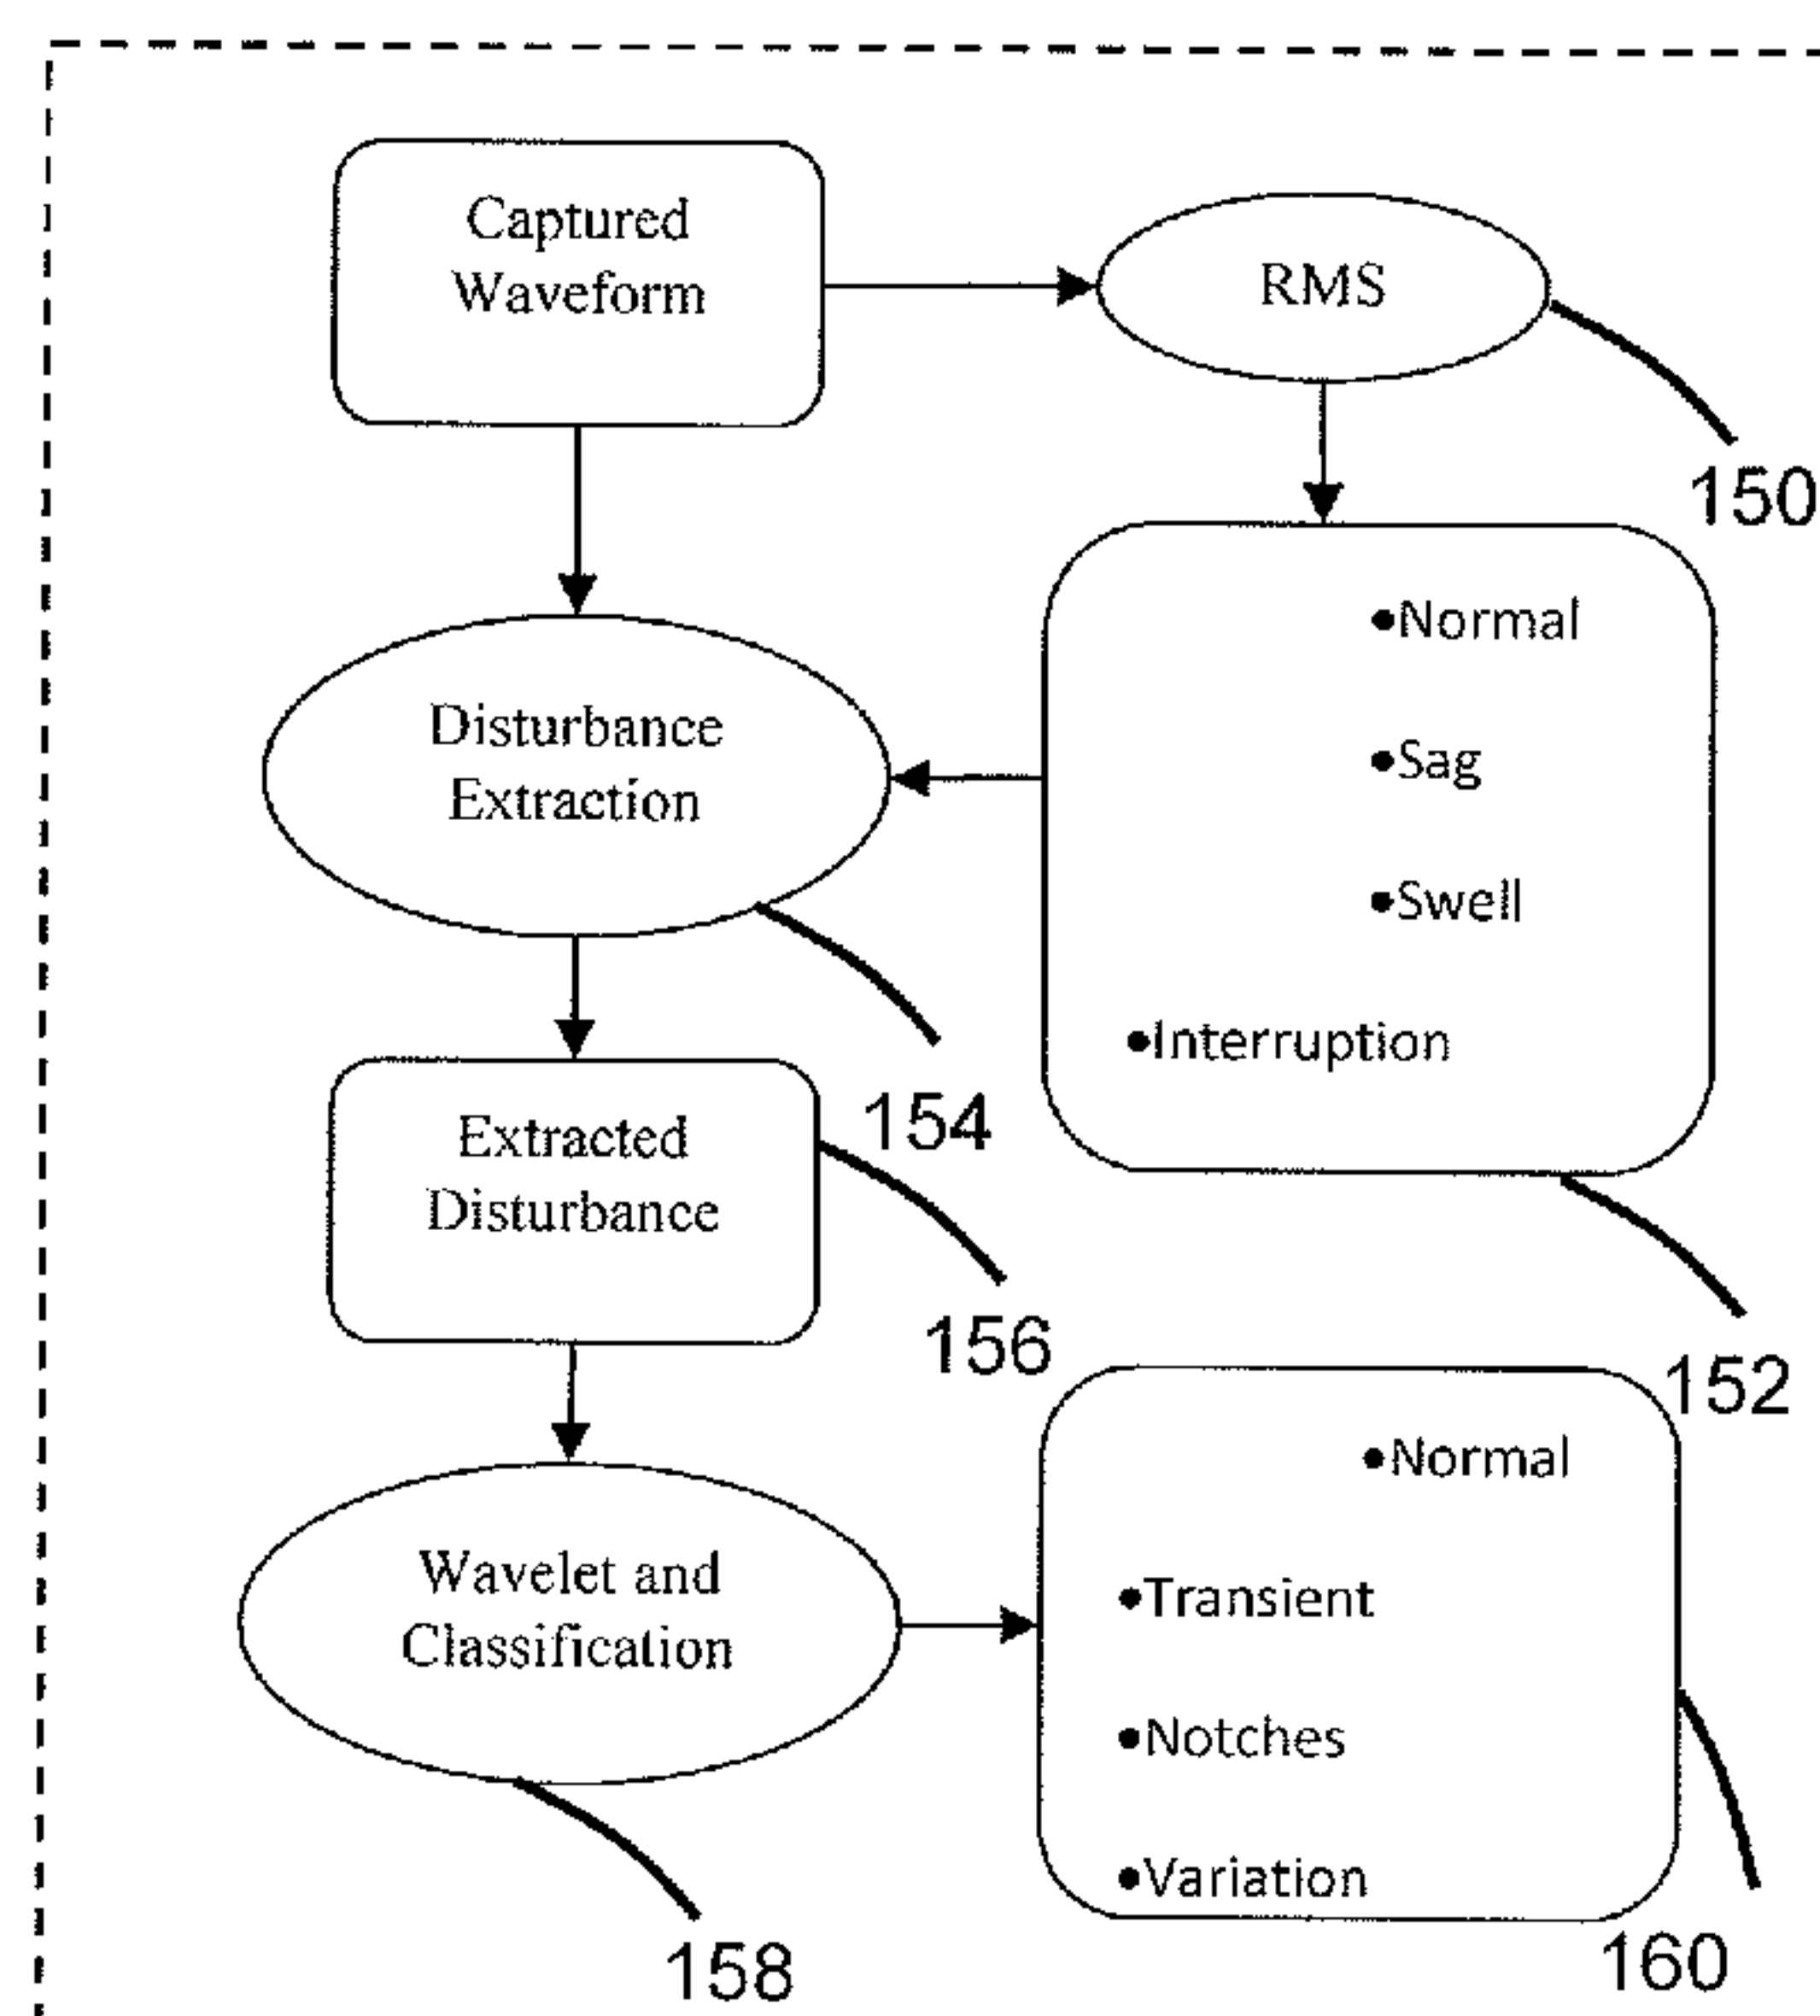 Captured
Waveform
RMS
150
•Normal
•Sag
•Swell
•Interruption
152
Disturbance
Extraction
154
Extracted
Disturbance
156
Wavelet and
Classification
158
•Normal
•Transient
•Notches
•Variation
160